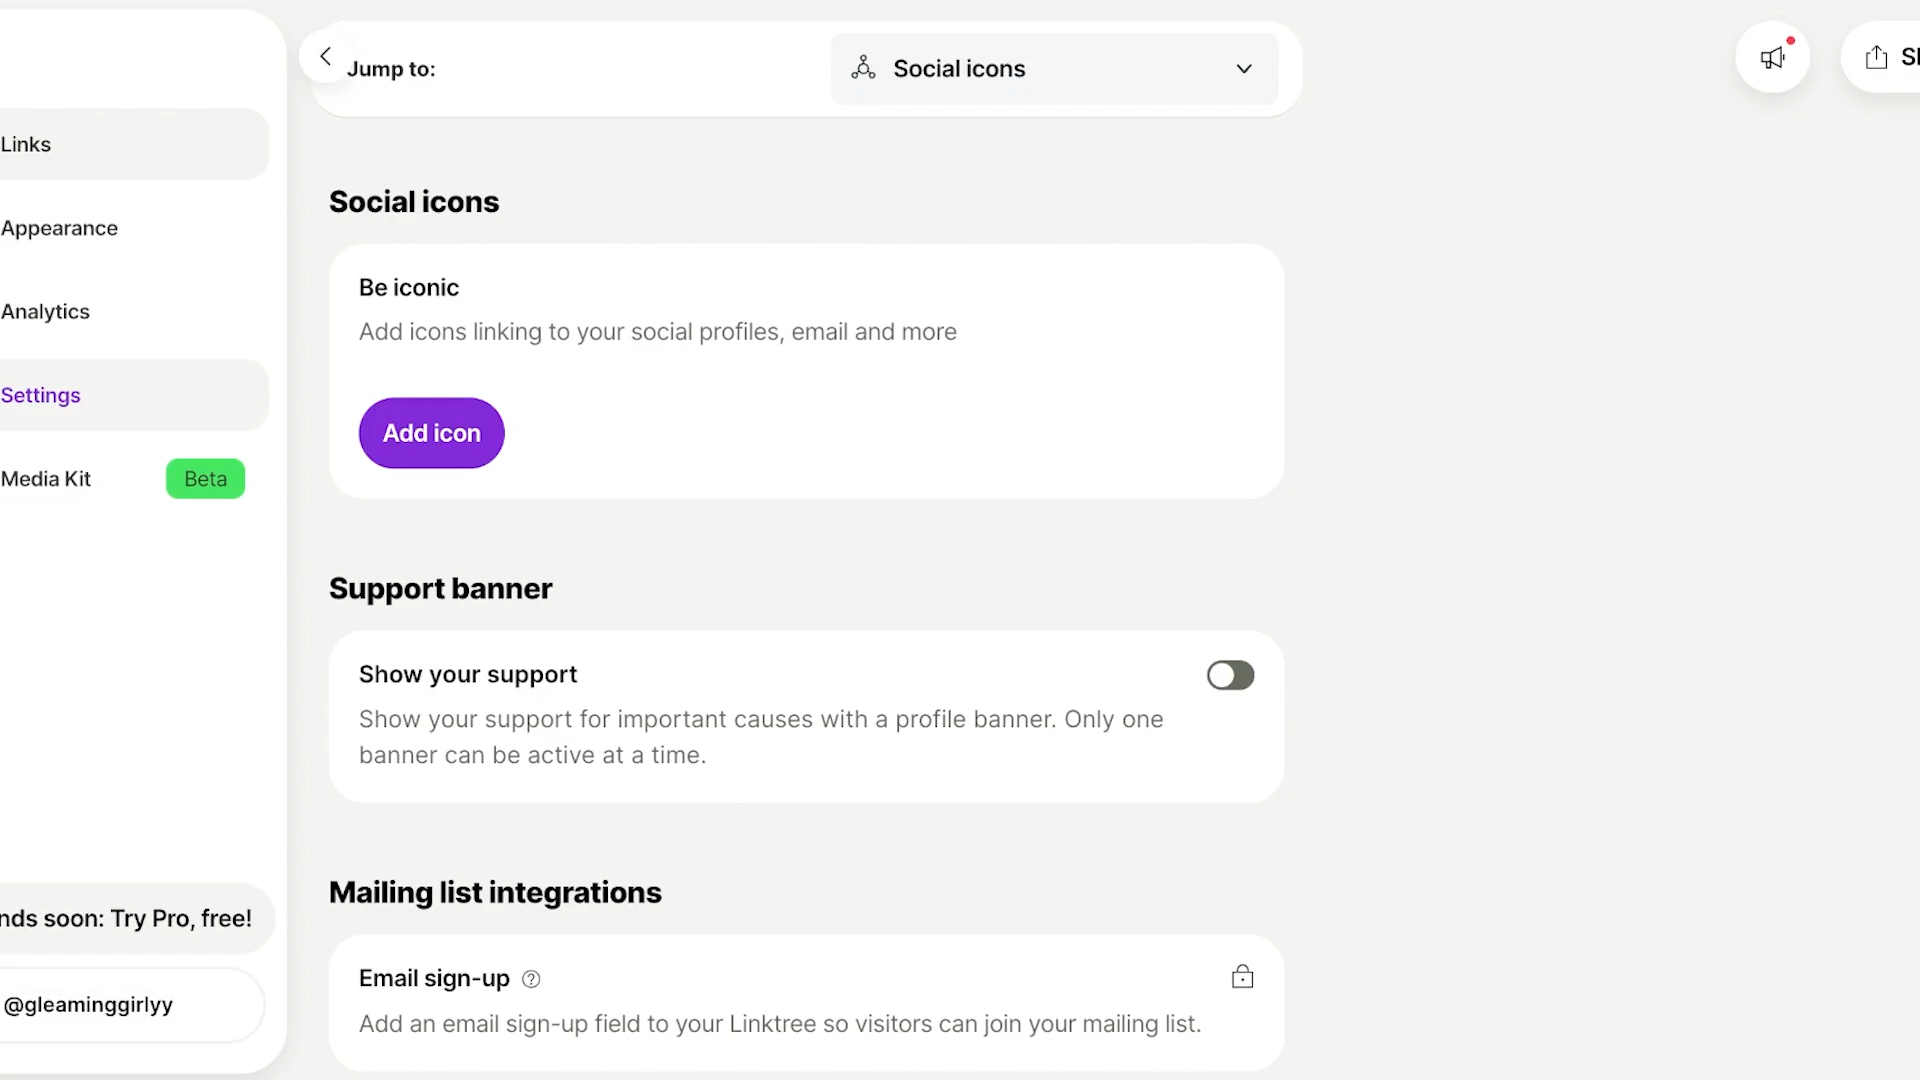 Jump to:
Social icons
Links
Appearance
Analytics
Settings
Media Kit
Beta
Try Pro, free!
@gleaminggirlyy
Social icons
Be iconic
Add icons linking to your social profiles, email and more
Add icon
Support banner
Show your support
Show your support for important causes with a profile banner. Only one
banner can be active at a time.
Mailing list integrations
Email sign-up
Add an email sign-up field to your Linktree so visitors can join your mailing list.